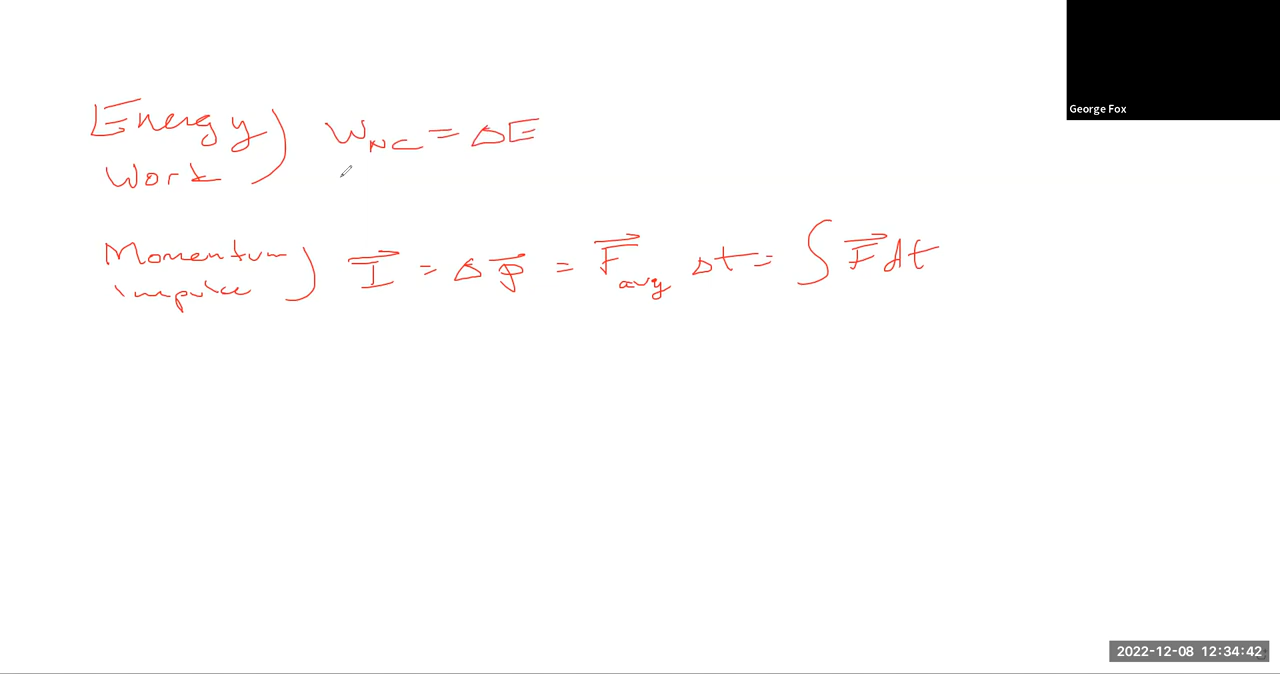 George Fox
Energy) W_NC = ΔE
Work
Momentum) I⃗ = Δp⃗ = F⃗_avg Δt = ∫ F⃗ dt
impulse
2022-12-08 12:34:42